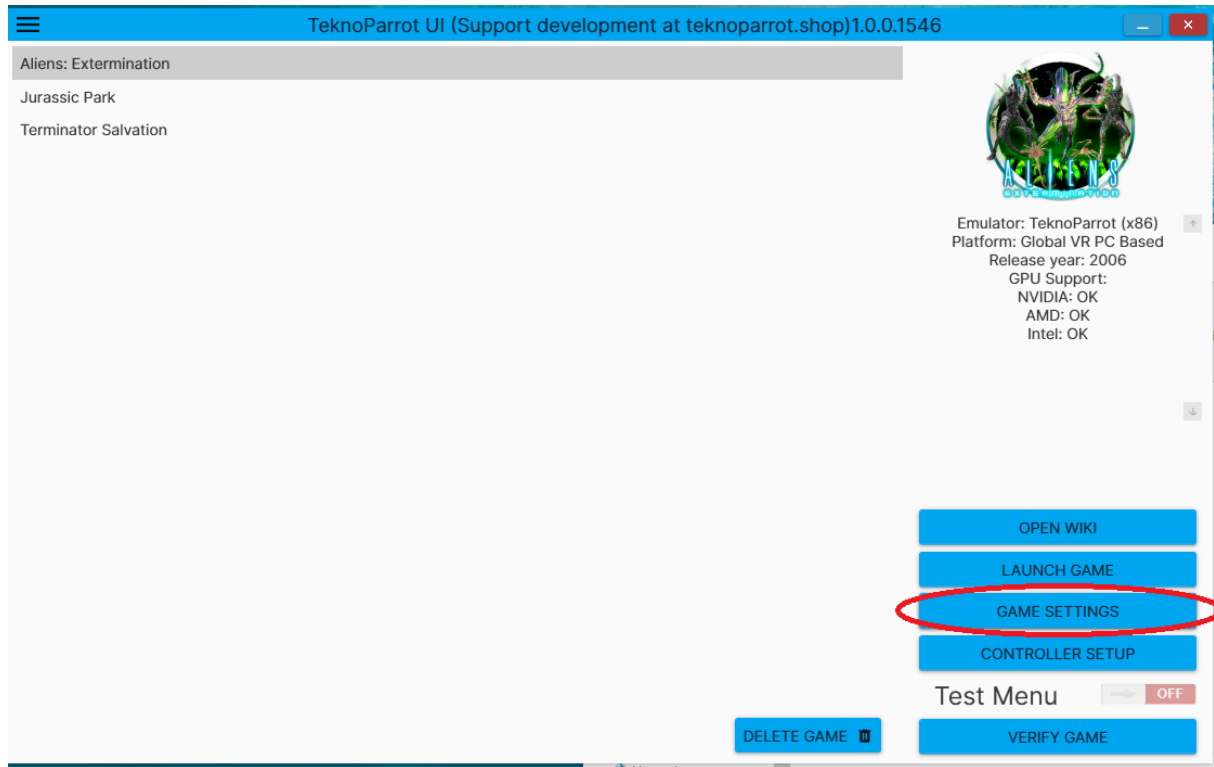 TeknoParrot UI (Support development at teknoparrot.shop)1.0.0.1546
Aliens: Extermination
Jurassic Park
Terminator Salvation
ALIENS
EXTERMINATION
Emulator: TeknoParrot (x86)
Platform: Global VR PC Based
Release year: 2006
GPU Support:
NVIDIA: OK
AMD: OK
Intel: OK
OPEN WIKI
LAUNCH GAME
GAME SETTINGS
CONTROLLER SETUP
Test Menu OFF
DELETE GAME
VERIFY GAME